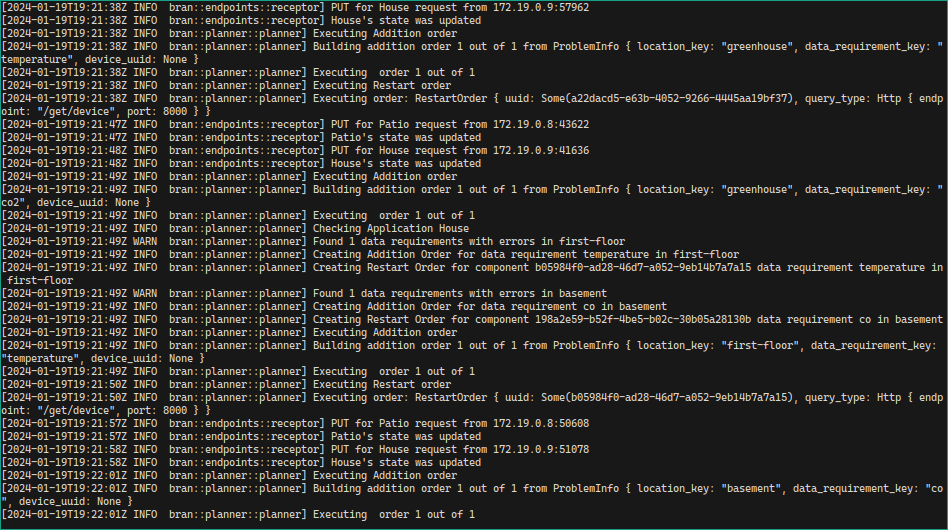 [2024-01-19T19:21:38Z INFO  bran::endpoints::receptor] PUT for House request from 172.19.0.9:57962
[2024-01-19T19:21:38Z INFO  bran::endpoints::receptor] House's state was updated
[2024-01-19T19:21:38Z INFO  bran::planner::planner] Executing Addition order
[2024-01-19T19:21:38Z INFO  bran::planner::planner] Building addition order 1 out of 1 from ProblemInfo { location_key: "greenhouse", data_requirement_key: "
temperature", device_uuid: None }
[2024-01-19T19:21:38Z INFO  bran::planner::planner] Executing  order 1 out of 1
[2024-01-19T19:21:38Z INFO  bran::planner::planner] Executing Restart order
[2024-01-19T19:21:38Z INFO  bran::planner::planner] Executing order: RestartOrder { uuid: Some(a22dacd5-e63b-4052-9266-4445aa19bf37), query_type: Http { endp
oint: "/get/device", port: 8000 } }
[2024-01-19T19:21:47Z INFO  bran::endpoints::receptor] PUT for Patio request from 172.19.0.8:43622
[2024-01-19T19:21:47Z INFO  bran::endpoints::receptor] Patio's state was updated
[2024-01-19T19:21:48Z INFO  bran::endpoints::receptor] PUT for House request from 172.19.0.9:41636
[2024-01-19T19:21:48Z INFO  bran::endpoints::receptor] House's state was updated
[2024-01-19T19:21:49Z INFO  bran::planner::planner] Executing Addition order
[2024-01-19T19:21:49Z INFO  bran::planner::planner] Building addition order 1 out of 1 from ProblemInfo { location_key: "greenhouse", data_requirement_key: "
co2", device_uuid: None }
[2024-01-19T19:21:49Z INFO  bran::planner::planner] Executing  order 1 out of 1
[2024-01-19T19:21:49Z INFO  bran::planner::planner] Checking Application House
[2024-01-19T19:21:49Z WARN  bran::planner::planner] Found 1 data requirements with errors in first-floor
[2024-01-19T19:21:49Z INFO  bran::planner::planner] Creating Addition Order for data requirement temperature in first-floor
[2024-01-19T19:21:49Z INFO  bran::planner::planner] Creating Restart Order for component b05984f0-ad28-46d7-a052-9eb14b7a7a15 data requirement temperature in
 first-floor
[2024-01-19T19:21:49Z WARN  bran::planner::planner] Found 1 data requirements with errors in basement
[2024-01-19T19:21:49Z INFO  bran::planner::planner] Creating Addition Order for data requirement co in basement
[2024-01-19T19:21:49Z INFO  bran::planner::planner] Creating Restart Order for component 198a2e59-b52f-4be5-b02c-30b05a28130b data requirement co in basement
[2024-01-19T19:21:49Z INFO  bran::planner::planner] Executing Addition order
[2024-01-19T19:21:49Z INFO  bran::planner::planner] Building addition order 1 out of 1 from ProblemInfo { location_key: "first-floor", data_requirement_key:
"temperature", device_uuid: None }
[2024-01-19T19:21:49Z INFO  bran::planner::planner] Executing  order 1 out of 1
[2024-01-19T19:21:50Z INFO  bran::planner::planner] Executing Restart order
[2024-01-19T19:21:50Z INFO  bran::planner::planner] Executing order: RestartOrder { uuid: Some(b05984f0-ad28-46d7-a052-9eb14b7a7a15), query_type: Http { endp
oint: "/get/device", port: 8000 } }
[2024-01-19T19:21:57Z INFO  bran::endpoints::receptor] PUT for Patio request from 172.19.0.8:50608
[2024-01-19T19:21:57Z INFO  bran::endpoints::receptor] Patio's state was updated
[2024-01-19T19:21:58Z INFO  bran::endpoints::receptor] PUT for House request from 172.19.0.9:51078
[2024-01-19T19:21:58Z INFO  bran::endpoints::receptor] House's state was updated
[2024-01-19T19:22:01Z INFO  bran::planner::planner] Executing Addition order
[2024-01-19T19:22:01Z INFO  bran::planner::planner] Building addition order 1 out of 1 from ProblemInfo { location_key: "basement", data_requirement_key: "co
", device_uuid: None }
[2024-01-19T19:22:01Z INFO  bran::planner::planner] Executing  order 1 out of 1